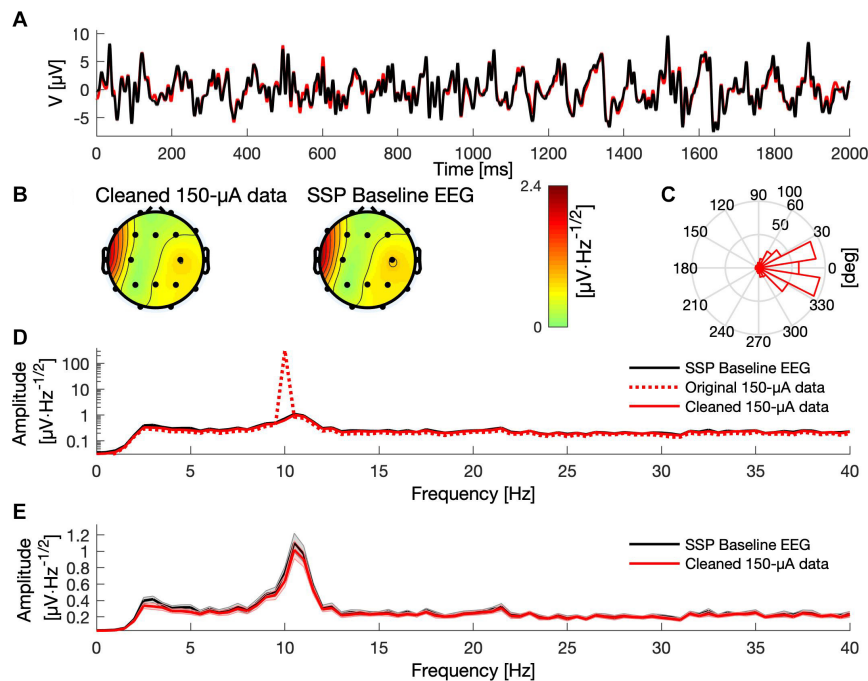 A
V [µV]
10
5
0
-5
0 200 400 600 800 1000 1200 1400 1600 1800 2000
Time [ms]
B
Cleaned 150-µA data
SSP Baseline EEG
2.4
0
[µV·Hz-1/2]
C
90
100
120
60
50
150
30
180
0
210
330
240
300
270
[deg]
D
Amplitude
[µV·Hz-1/2]
100
10
1
0.1
SSP Baseline EEG
Original 150-µA data
Cleaned 150-µA data
0 5 10 15 20 25 30 35 40
Frequency [Hz]
E
Amplitude
[µV·Hz-1/2]
1.2
1
0.8
0.6
0.4
0.2
SSP Baseline EEG
Cleaned 150-µA data
0 5 10 15 20 25 30 35 40
Frequency [Hz]